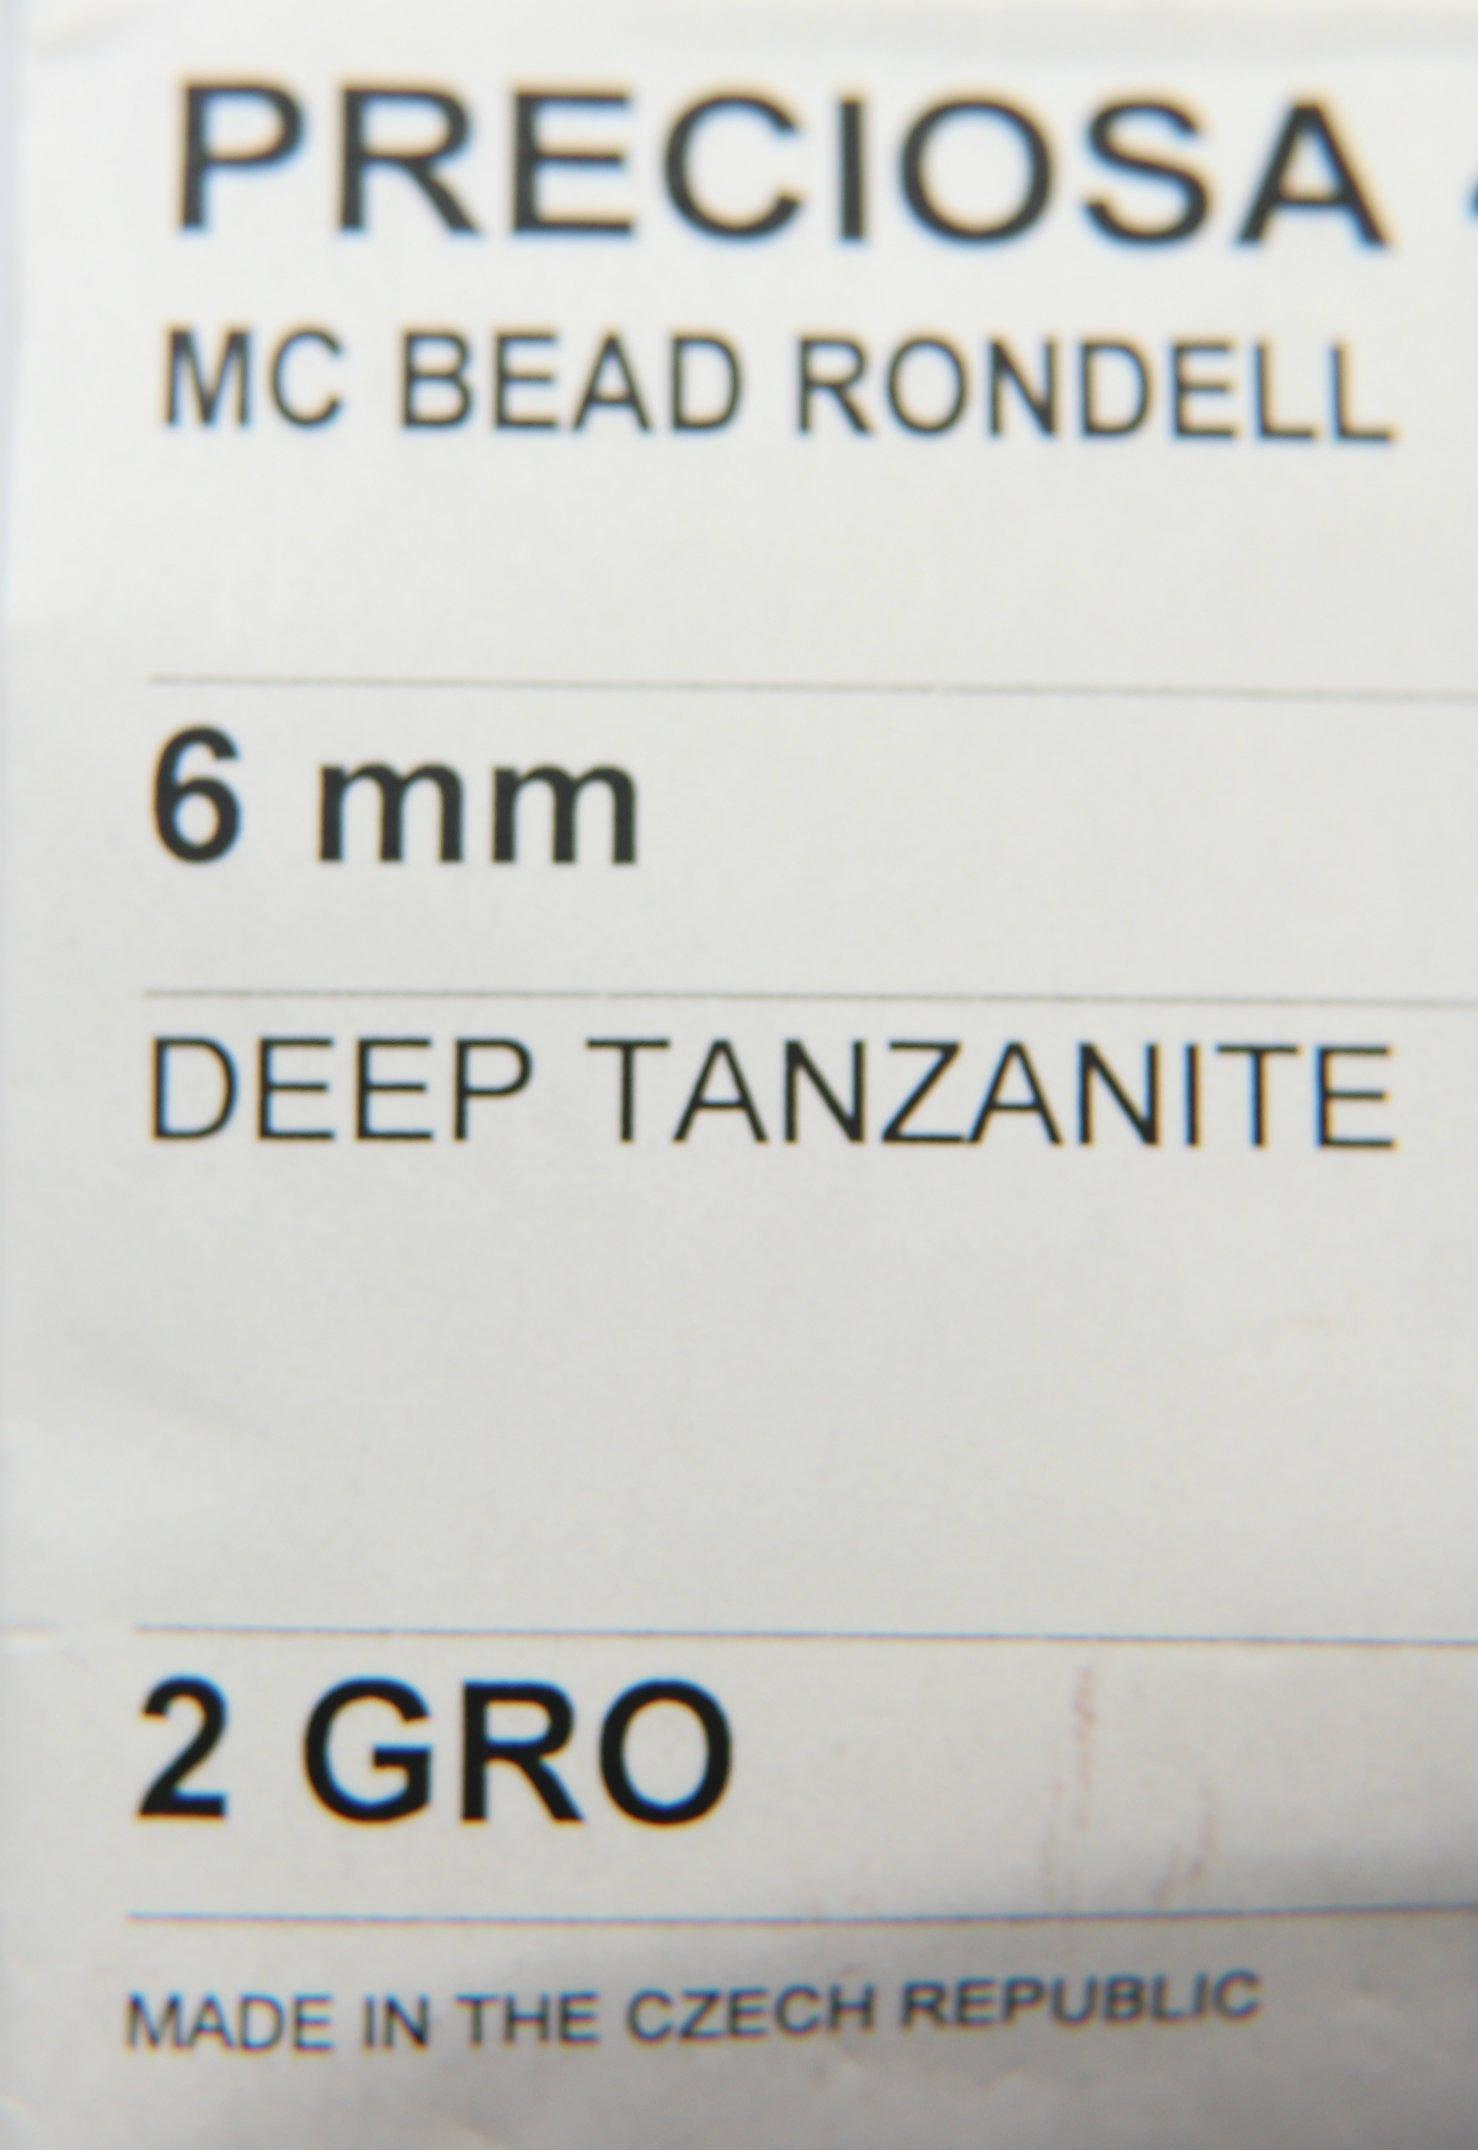 PRECIOSA
MC BEAD RONDELL
6 mm
DEEP TANZANITE
2 GRO
MADE IN THE CZECH REPUBLIC